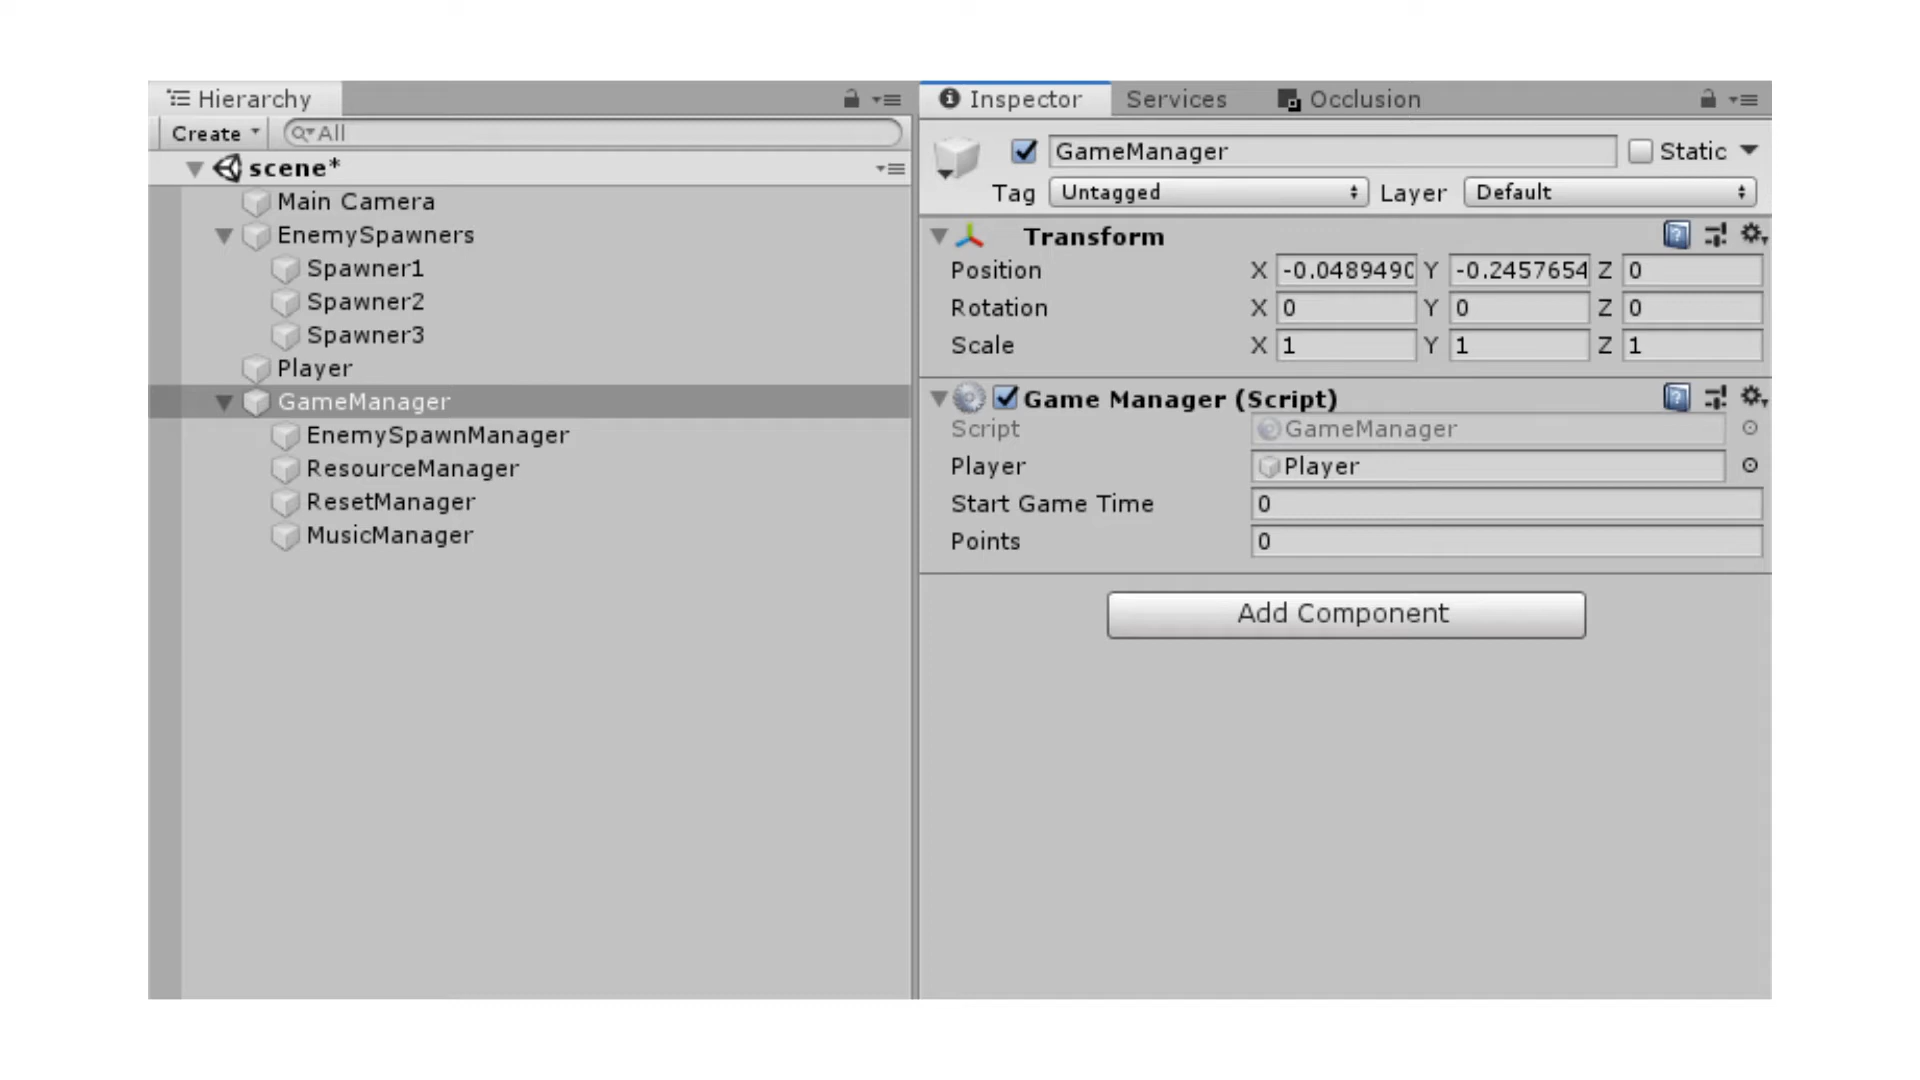 Hierarchy
Create
All
scene*
Main Camera
EnemySpawners
Spawner1
Spawner2
Spawner3
Player
GameManager
EnemySpawnManager
ResourceManager
ResetManager
MusicManager
Inspector Services Occlusion
GameManager Static
Tag Untagged Layer Default
Transform
Position X -0.048949 Y -0.2457654 Z 0
Rotation X 0 Y 0 Z 0
Scale X 1 Y 1 Z 1
Game Manager (Script)
Script GameManager
Player Player
Start Game Time 0
Points 0
Add Component